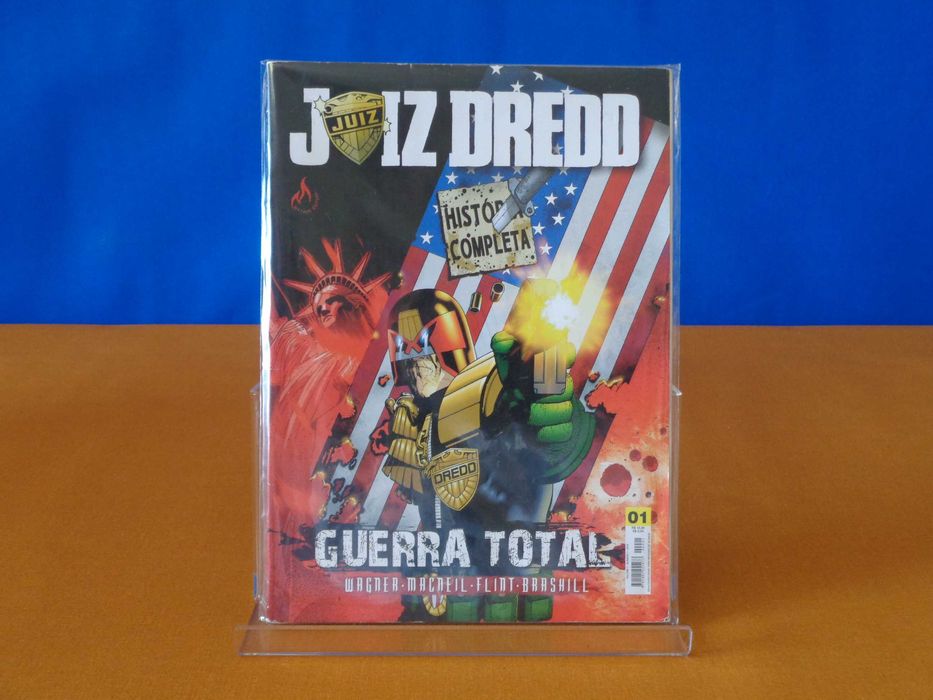 JUIZ DREDD
JUIZ
HISTÓRIA
COMPLETA
DREDD
01
GUERRA TOTAL
WAGNER · MACNEIL · FLINT · BRASHILL